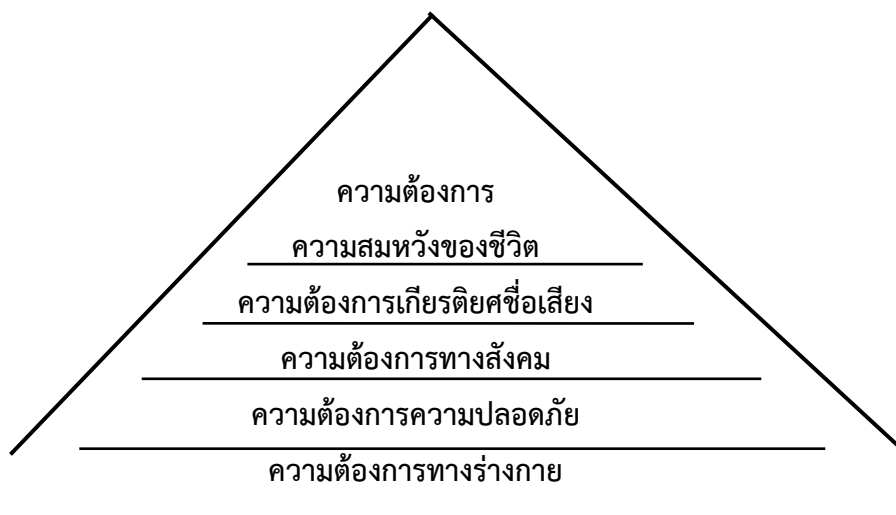 ความต้องการ
ความสมหวังของชีวิต
ความต้องการเกียรติยศชื่อเสียง
ความต้องการทางสังคม
ความต้องการความปลอดภัย
ความต้องการทางร่างกาย